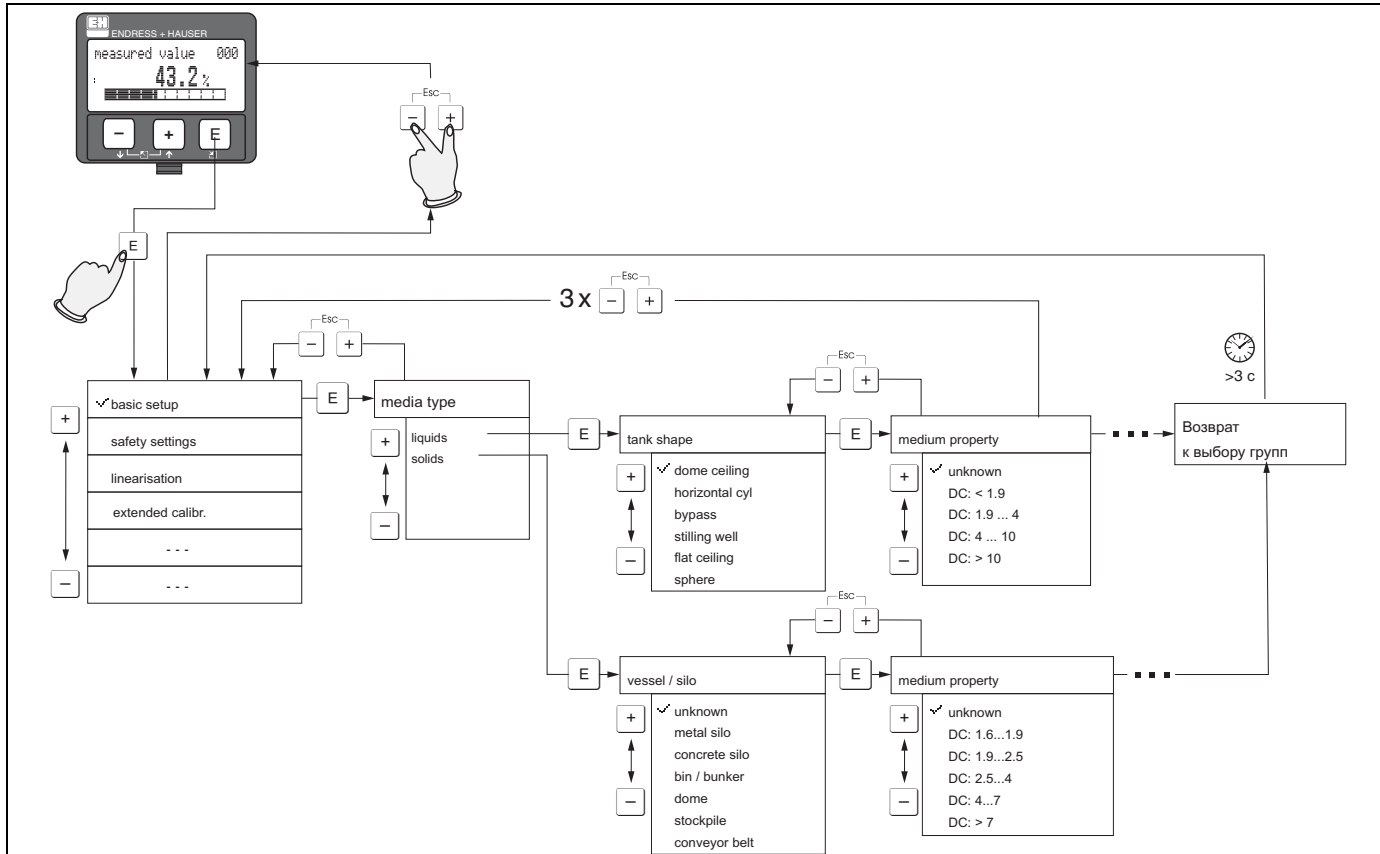 EH
ENDRESS + HAUSER
measured value 000
43.2%
- + E
Esc
- +
E
Esc
3 x - +
Esc
- +
>3 c
basic setup
safety settings
linearisation
extended calibr.
- - -
- - -
+
-
E
media type
liquids
solids
+
-
Esc
- +
E
tank shape
dome ceiling
horizontal cyl
bypass
stilling well
flat ceiling
sphere
+
-
E
medium property
unknown
DC: < 1.9
DC: 1.9 ... 4
DC: 4 ... 10
DC: > 10
+
-
Возврат
к выбору групп
Esc
- +
E
vessel / silo
unknown
metal silo
concrete silo
bin / bunker
dome
stockpile
conveyor belt
+
-
E
medium property
unknown
DC: 1.6...1.9
DC: 1.9...2.5
DC: 2.5...4
DC: 4...7
DC: > 7
+
-